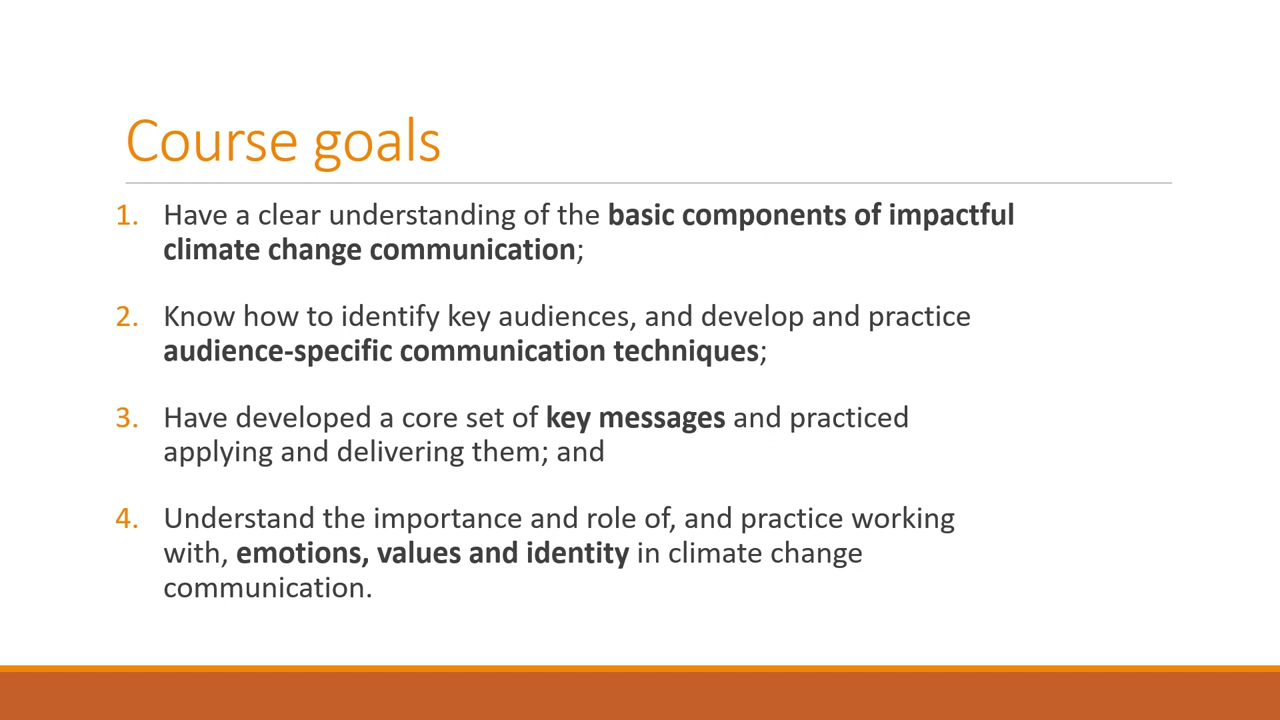 Course goals
1. Have a clear understanding of the basic components of impactful
climate change communication;
2. Know how to identify key audiences, and develop and practice
audience-specific communication techniques;
3. Have developed a core set of key messages and practiced
applying and delivering them; and
4. Understand the importance and role of, and practice working
with, emotions, values and identity in climate change
communication.